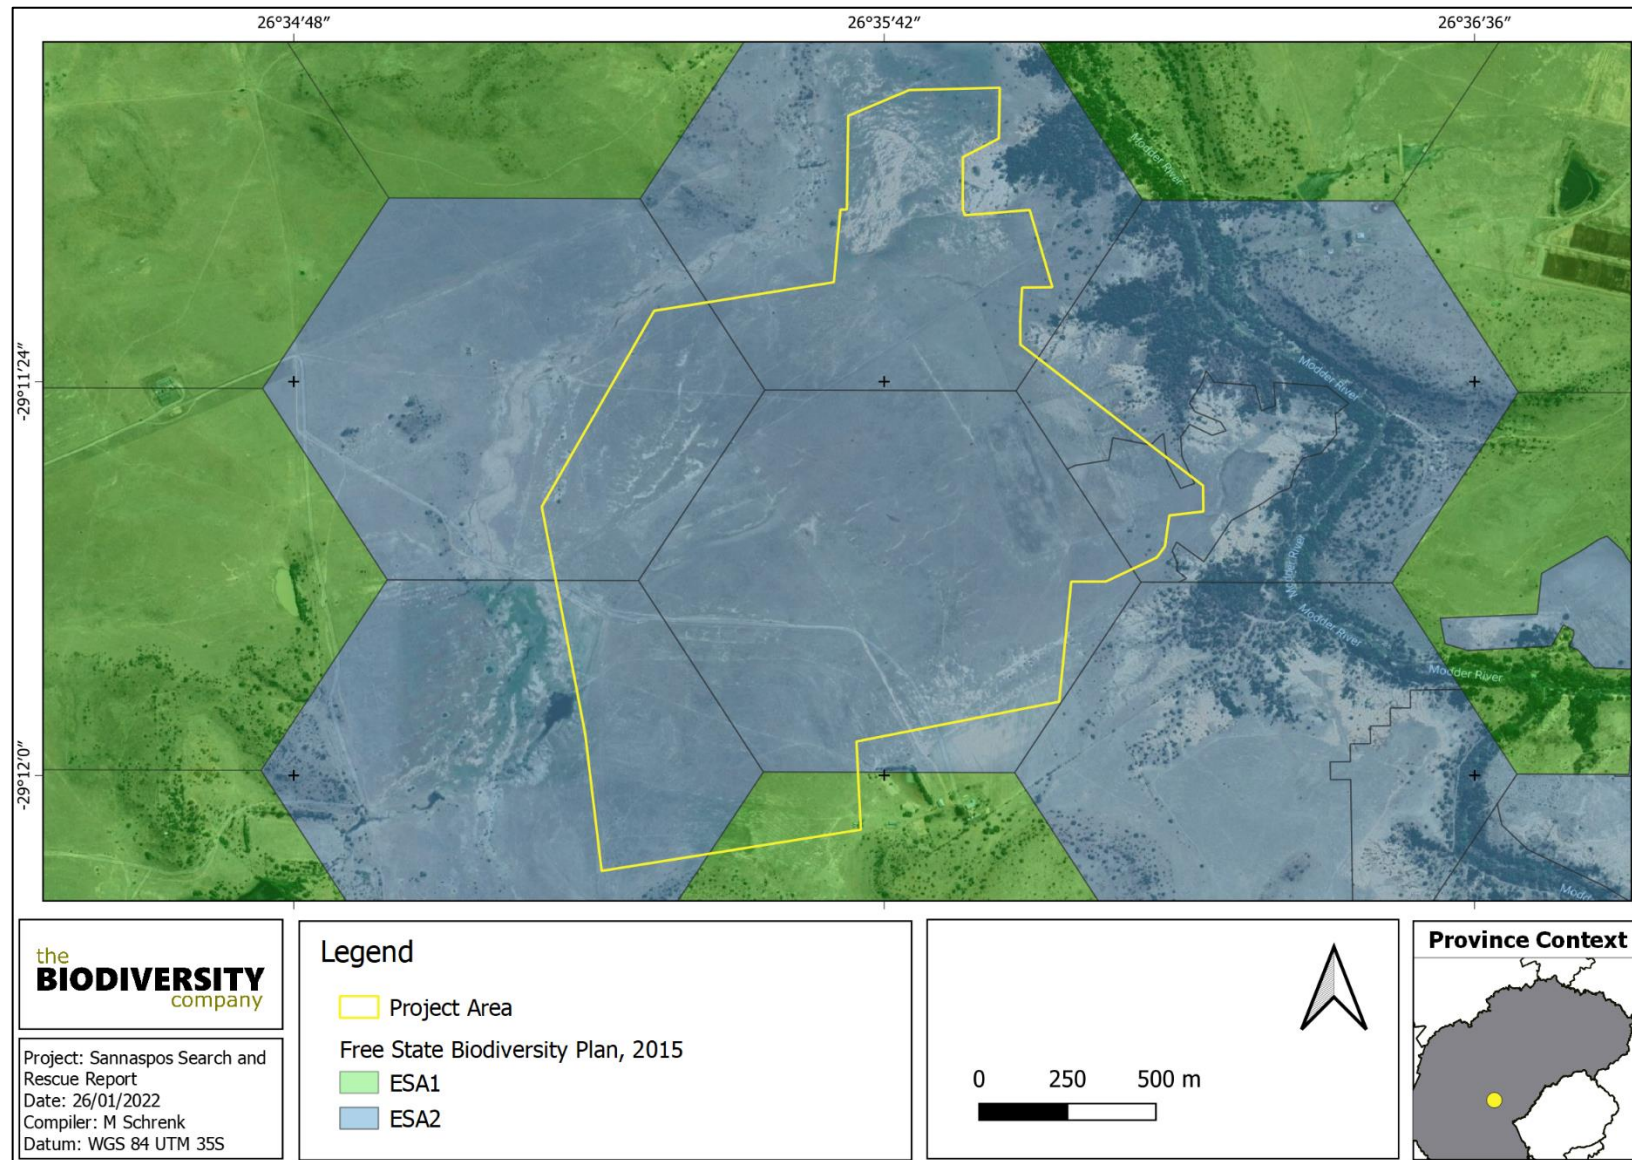 26°34′48″
26°35′42″
26°36′36″
-29°11′24″
-29°12′0″
Modder River
Modder River
Modder River
Modder River
Modder River
the
BIODIVERSITY
company
Project: Sannaspos Search and
Rescue Report
Date: 26/01/2022
Compiler: M Schrenk
Datum: WGS 84 UTM 35S
Legend
Project Area
Free State Biodiversity Plan, 2015
ESA1
ESA2
0 250 500 m
Province Context